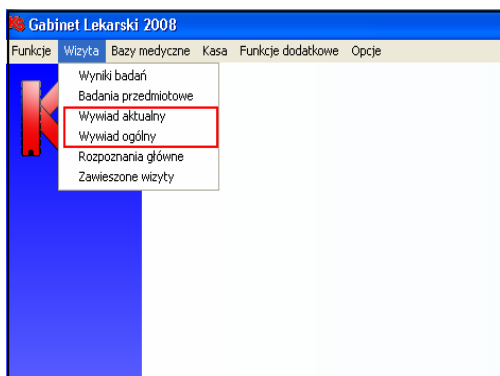 Gabinet Lekarski 2008
Funkcje Wizyta Bazy medyczne Kasa Funkcje dodatkowe Opcje
Wyniki badań
Badania przedmiotowe
Wywiad aktualny
Wywiad ogólny
Rozpoznania główne
Zawieszone wizyty